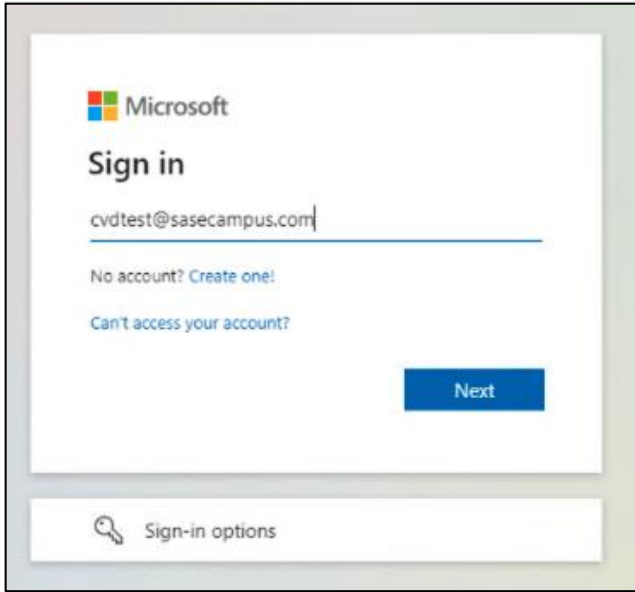 Microsoft
Sign in
cvdtest@sasecampus.com
No account? Create one!
Can't access your account?
Next
Sign-in options